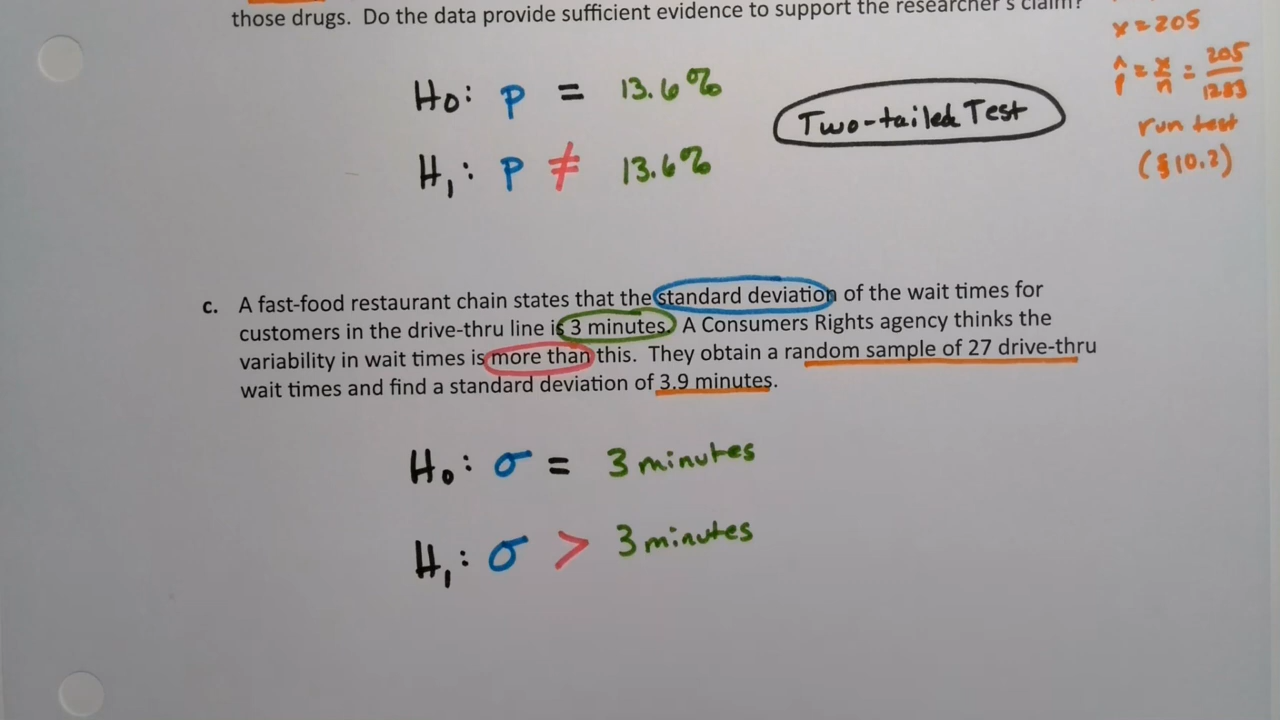 those drugs. Do the data provide sufficient evidence to support the researcher's claim?
x = 205
p̂ = x/n = 205/1283
run test
(§10.2)
H0: p = 13.6%
Two-tailed Test
H1: p ≠ 13.6%
c. A fast-food restaurant chain states that the standard deviation of the wait times for
customers in the drive-thru line is 3 minutes. A Consumers Rights agency thinks the
variability in wait times is more than this. They obtain a random sample of 27 drive-thru
wait times and find a standard deviation of 3.9 minutes.
H0: σ = 3 minutes
H1: σ > 3 minutes